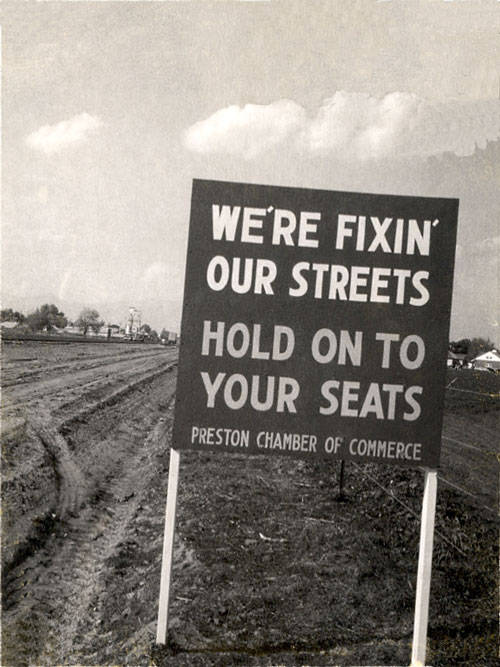 WE'RE FIXIN'
OUR STREETS
HOLD ON TO
YOUR SEATS
PRESTON CHAMBER OF COMMERCE